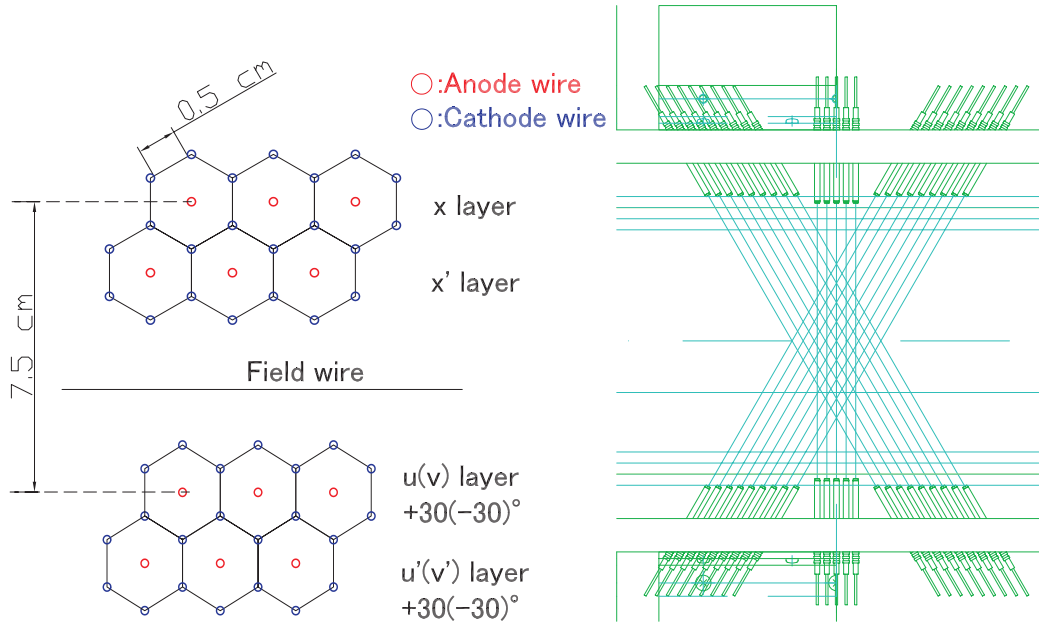 0.5 cm
○:Anode wire
○:Cathode wire
x layer
x' layer
7.5 cm
Field wire
u(v) layer
+30(−30)°
u'(v') layer
+30(−30)°